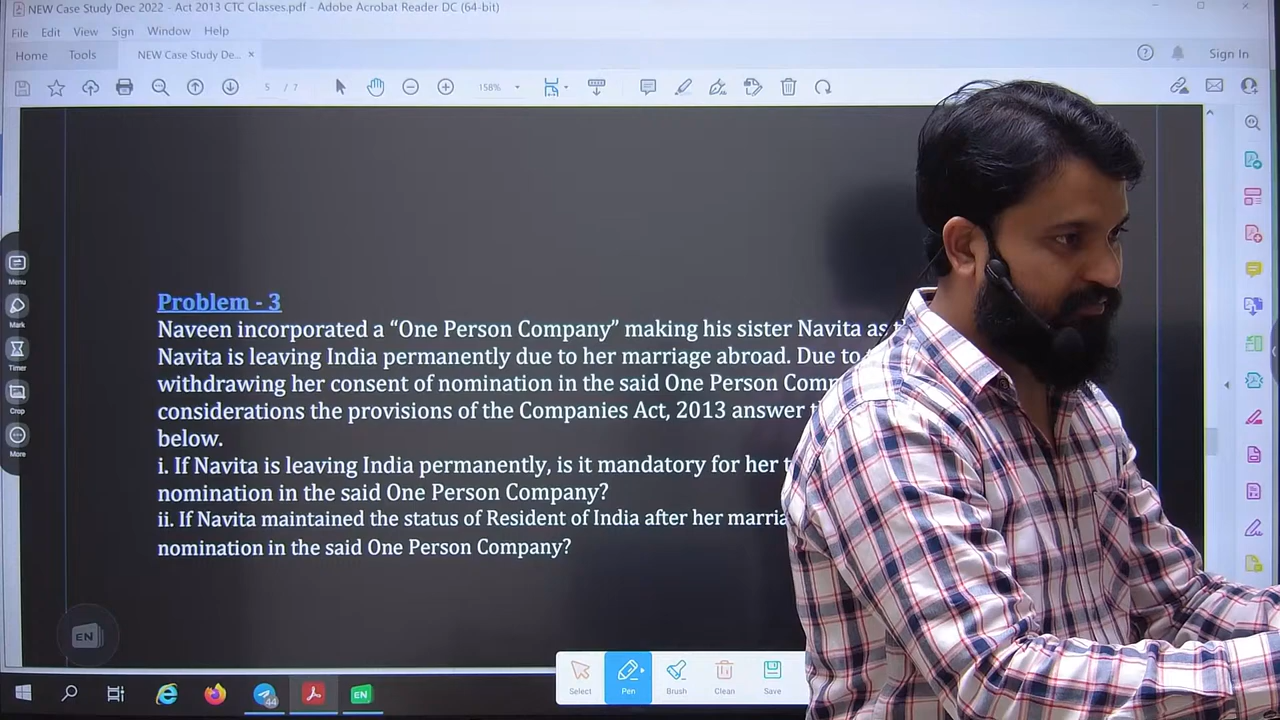 NEW Case Study Dec 2022 - Act 2013 CTC Classes.pdf - Adobe Acrobat Reader DC (64-bit)
File Edit View Sign Window Help
Home Tools NEW Case Study De... × Sign In
5 / 7 158%
Problem - 3
Naveen incorporated a “One Person Company” making his sister Navita as
Navita is leaving India permanently due to her marriage abroad. Due to
withdrawing her consent of nomination in the said One Person
considerations the provisions of the Companies Act, 2013 answer
below.
i. If Navita is leaving India permanently, is it mandatory for her
nomination in the said One Person Company?
ii. If Navita maintained the status of Resident of India after her
nomination in the said One Person Company?
Menu
Mark
Timer
Crop
More
EN
Select Pen Brush Clean Save
44 EN